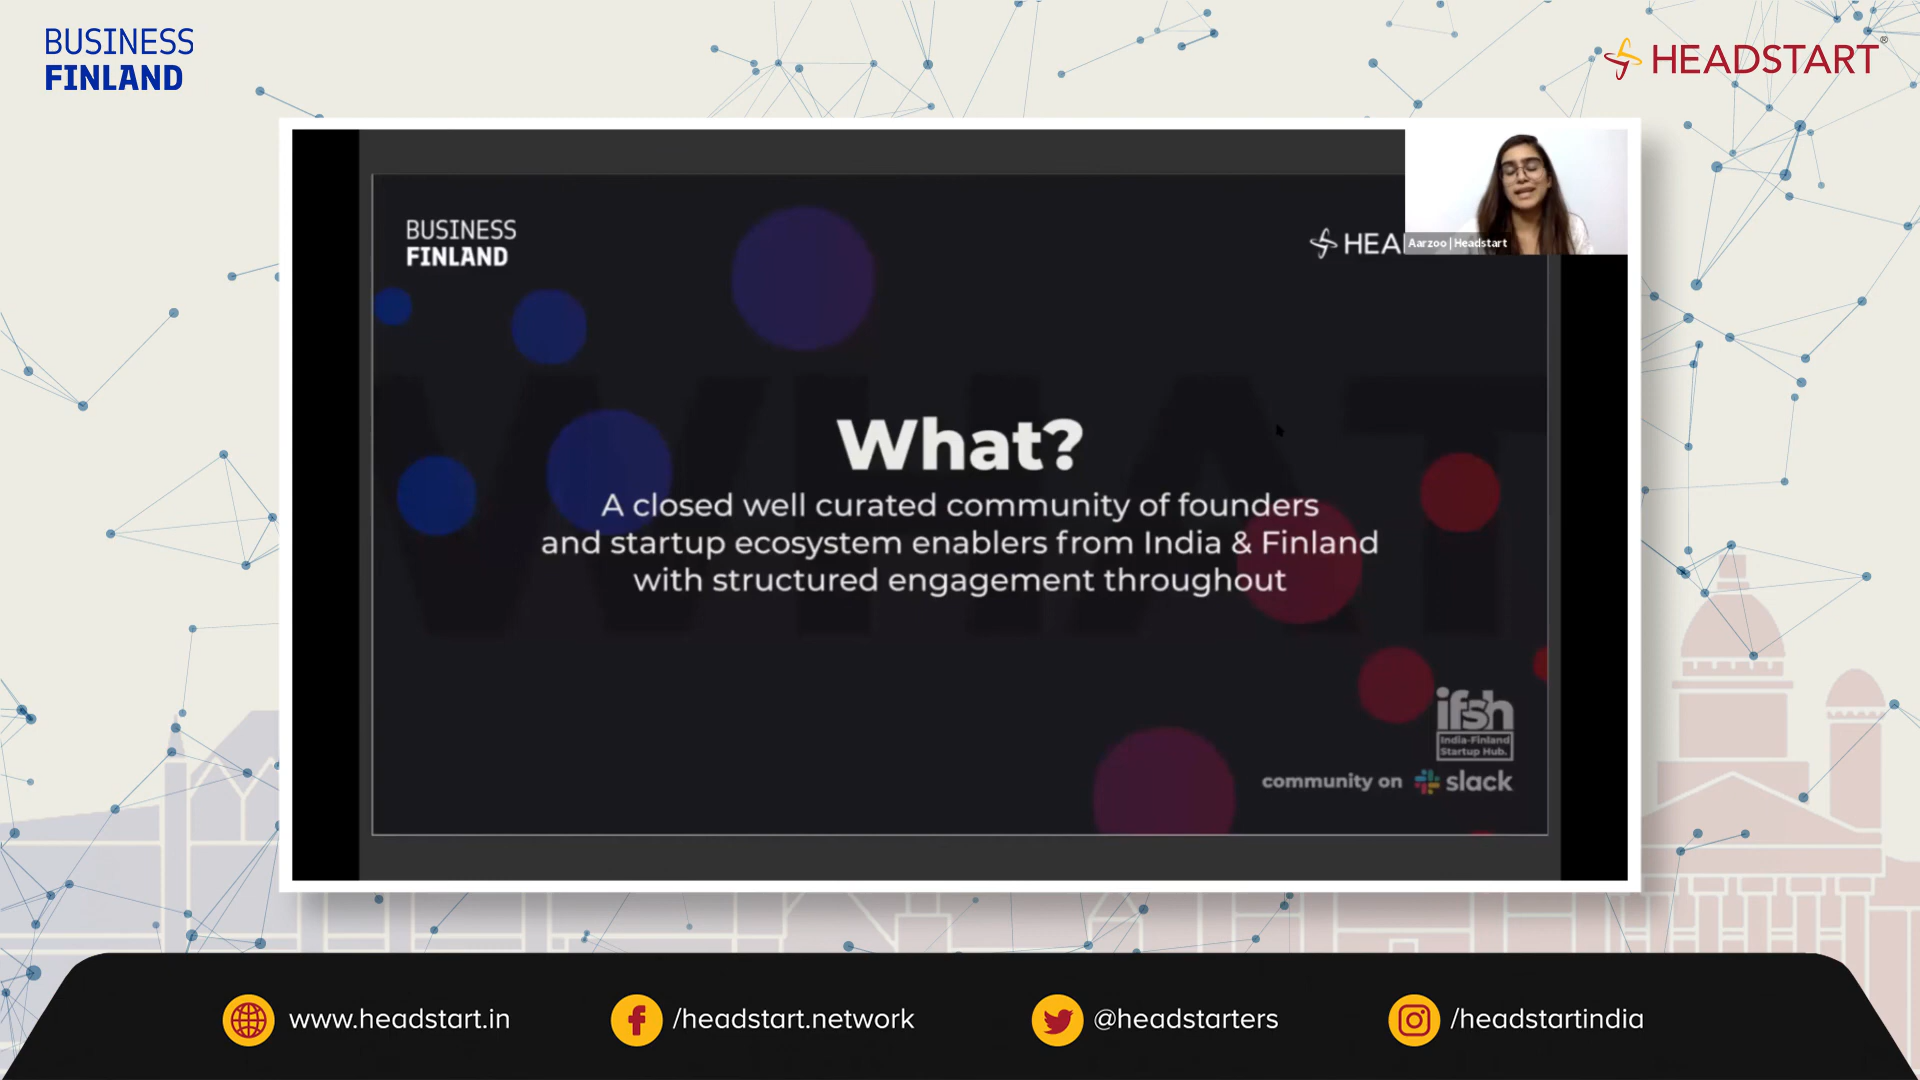 BUSINESS
FINLAND
HEADSTART®
BUSINESS
FINLAND
HEA
Aarzoo | Headstart
WHAT
What?
A closed well curated community of founders
and startup ecosystem enablers from India & Finland
with structured engagement throughout
ifsh
India-Finland
Startup Hub.
community on slack
www.headstart.in
/headstart.network
@headstarters
/headstartindia